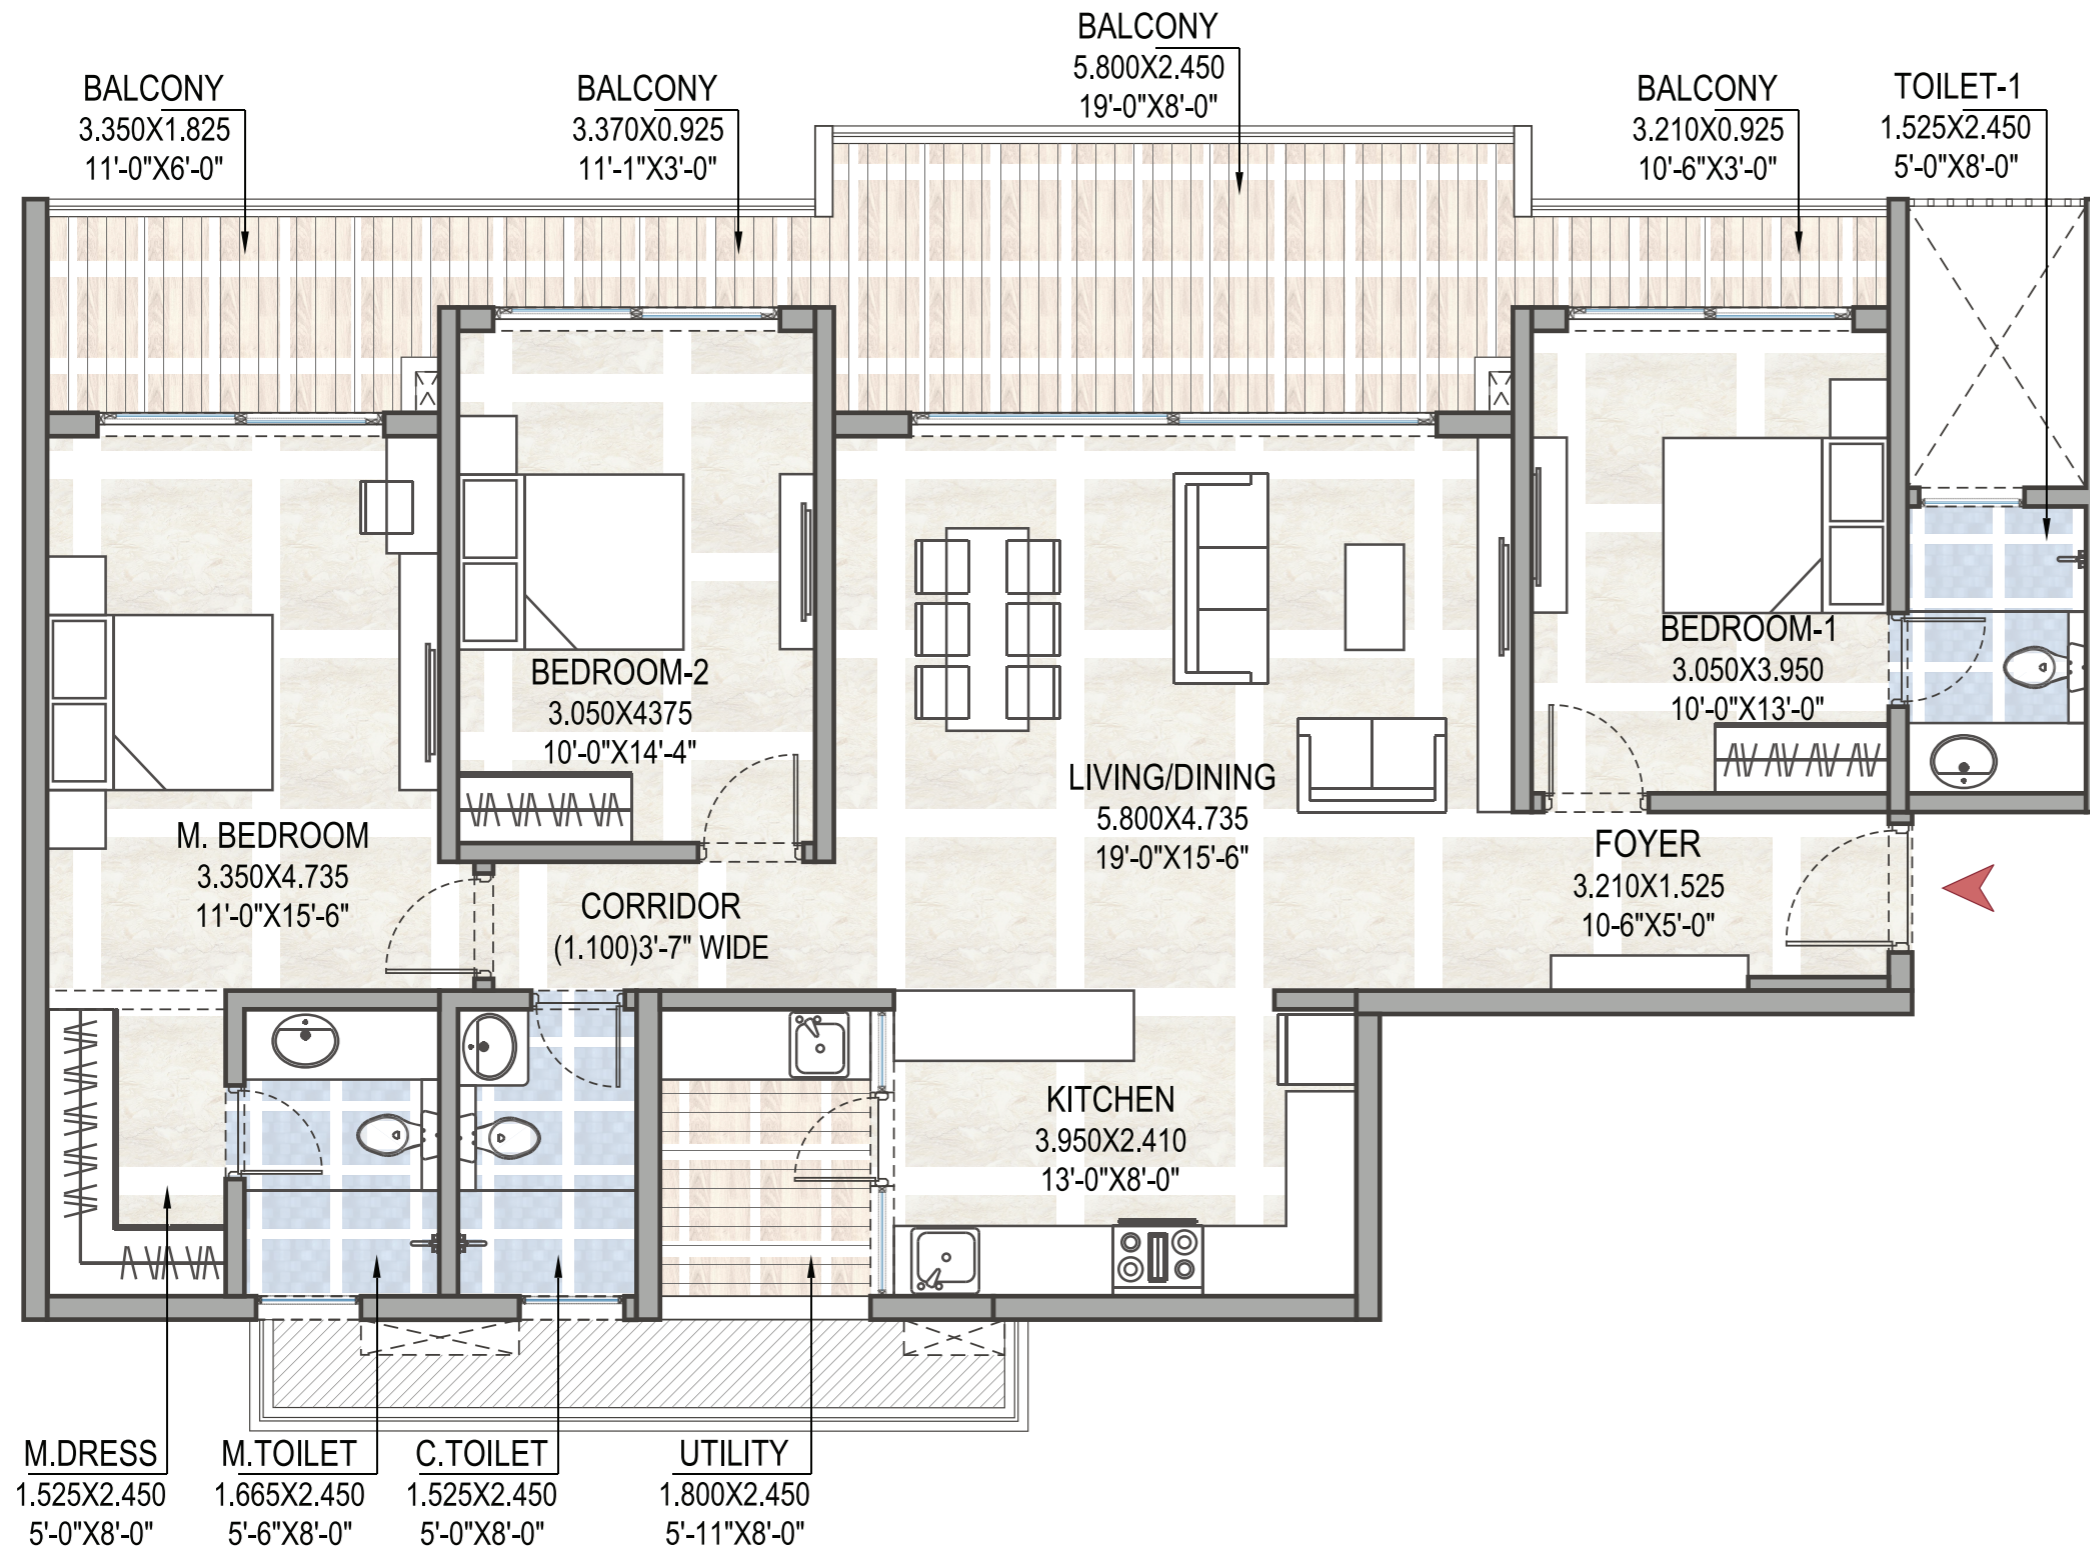 BALCONY
5.800X2.450
19'-0"X8'-0"
BALCONY
3.350X1.825
11'-0"X6'-0"
BALCONY
3.370X0.925
11'-1"X3'-0"
BALCONY
3.210X0.925
10'-6"X3'-0"
TOILET-1
1.525X2.450
5'-0"X8'-0"
BEDROOM-2
3.050X4375
10'-0"X14'-4"
BEDROOM-1
3.050X3.950
10'-0"X13'-0"
LIVING/DINING
5.800X4.735
19'-0"X15'-6"
M. BEDROOM
3.350X4.735
11'-0"X15'-6"
FOYER
3.210X1.525
10-6"X5'-0"
CORRIDOR
(1.100)3'-7" WIDE
KITCHEN
3.950X2.410
13'-0"X8'-0"
M.DRESS
1.525X2.450
5'-0"X8'-0"
M.TOILET
1.665X2.450
5'-6"X8'-0"
C.TOILET
1.525X2.450
5'-0"X8'-0"
UTILITY
1.800X2.450
5'-11"X8'-0"